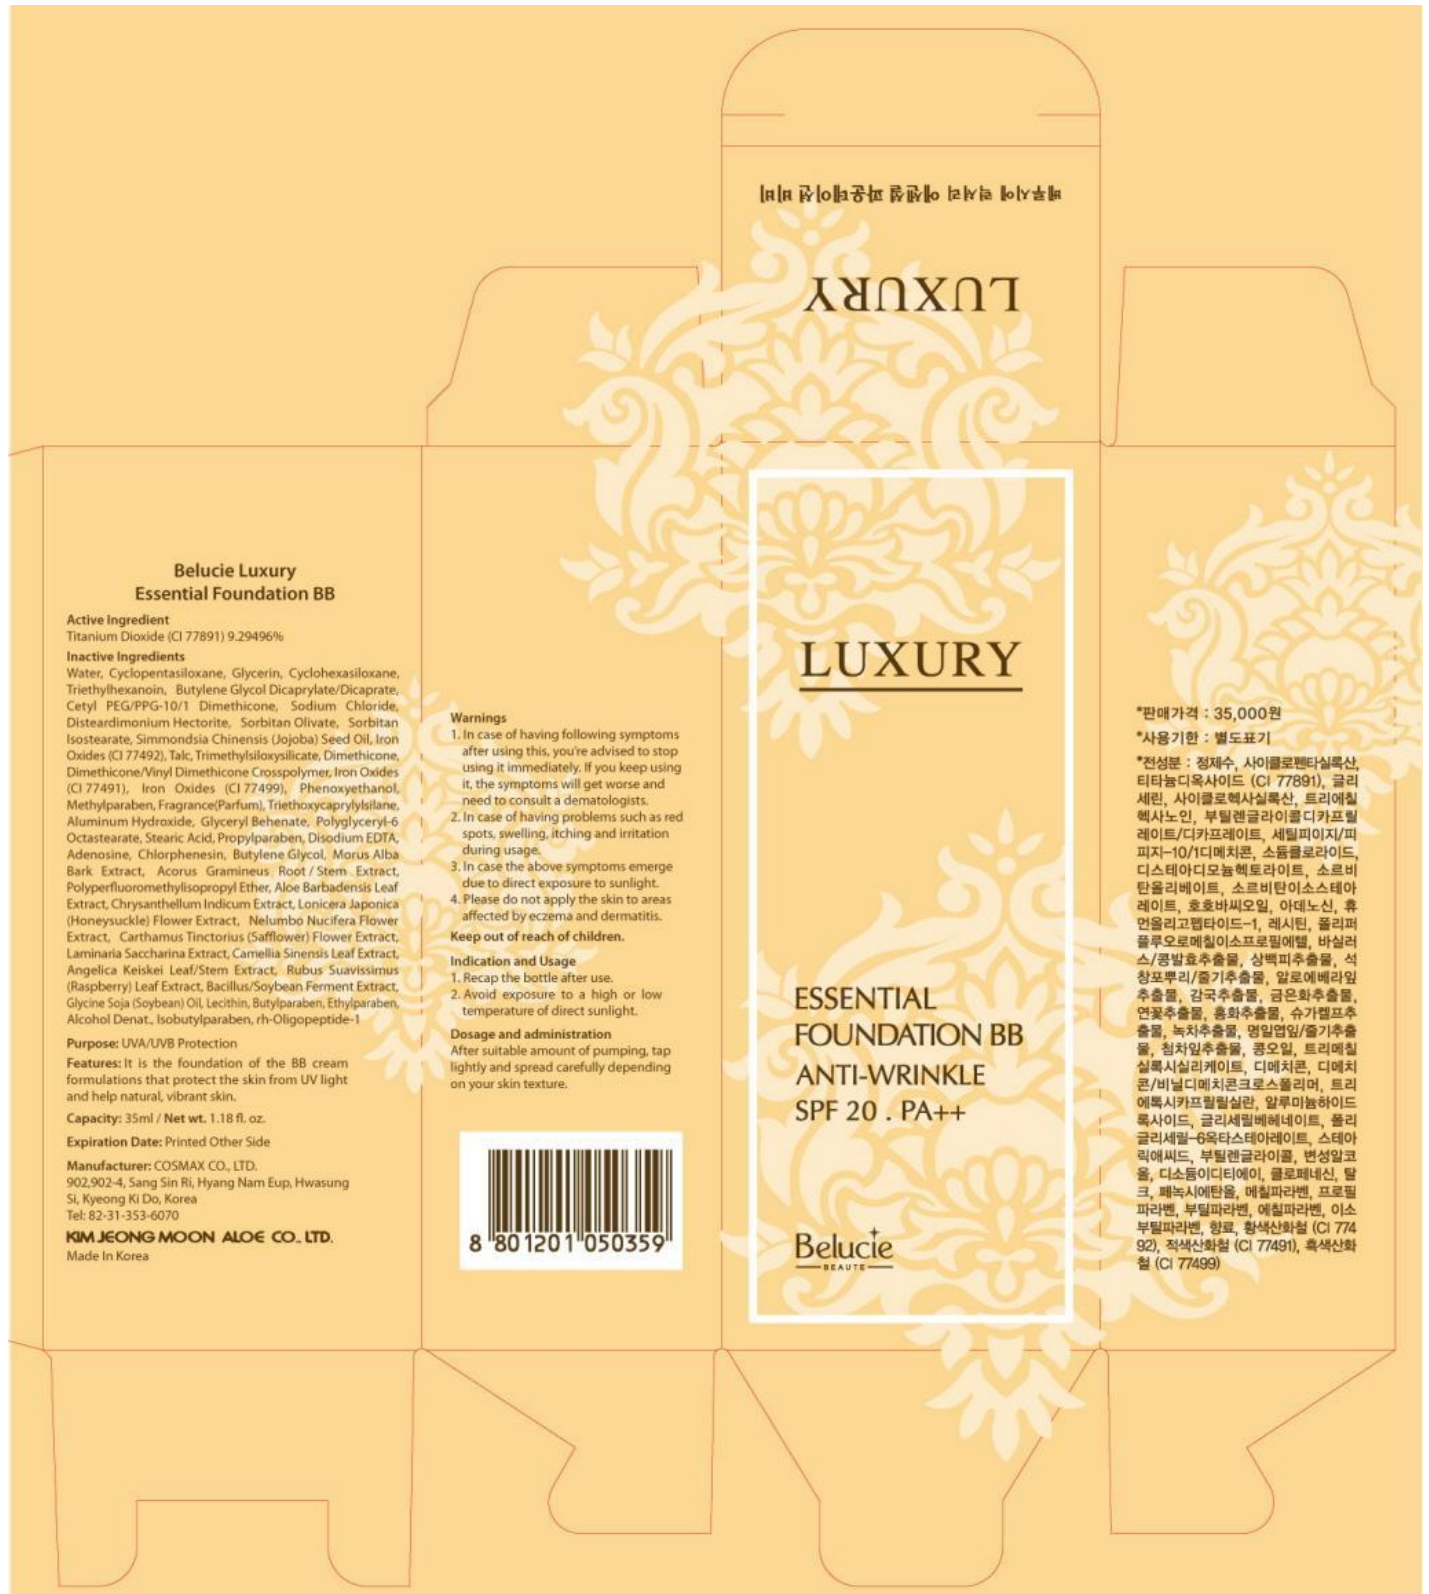 베루시에 럭셔리 에센셜 파운데이션 비비
LUXURY
Belucie Luxury
Essential Foundation BB
Active Ingredient
Titanium Dioxide (CI 77891) 9.29496%
Inactive Ingredients
Water, Cyclopentasiloxane, Glycerin, Cyclohexasiloxane,
Triethylhexanoin, Butylene Glycol Dicaprylate/Dicaprate,
Cetyl PEG/PPG-10/1 Dimethicone, Sodium Chloride,
Disteardimonium Hectorite, Sorbitan Olivate, Sorbitan
Isostearate, Simmondsia Chinensis (Jojoba) Seed Oil, Iron
Oxides (CI 77492), Talc, Trimethylsiloxysilicate, Dimethicone,
Dimethicone/Vinyl Dimethicone Crosspolymer, Iron Oxides
(CI 77491), Iron Oxides (CI 77499), Phenoxyethanol,
Methylparaben, Fragrance(Parfum), Triethoxycaprylylsilane,
Aluminum Hydroxide, Glyceryl Behenate, Polyglyceryl-6
Octastearate, Stearic Acid, Propylparaben, Disodium EDTA,
Adenosine, Chlorphenesin, Butylene Glycol, Morus Alba
Bark Extract, Acorus Gramineus Root / Stem Extract,
Polyperfluoromethylisopropyl Ether, Aloe Barbadensis Leaf
Extract, Chrysanthellum Indicum Extract, Lonicera Japonica
(Honeysuckle) Flower Extract, Nelumbo Nucifera Flower
Extract, Carthamus Tinctorius (Safflower) Flower Extract,
Laminaria Saccharina Extract, Camellia Sinensis Leaf Extract,
Angelica Keiskei Leaf/Stem Extract, Rubus Suavissimus
(Raspberry) Leaf Extract, Bacillus/Soybean Ferment Extract,
Glycine Soja (Soybean) Oil, Lecithin, Butylparaben, Ethylparaben,
Alcohol Denat., Isobutylparaben, rh-Oligopeptide-1
Purpose: UVA/UVB Protection
Features: It is the foundation of the BB cream
formulations that protect the skin from UV light
and help natural, vibrant skin.
Capacity: 35ml / Net wt. 1.18 fl. oz.
Expiration Date: Printed Other Side
Manufacturer: COSMAX CO., LTD.
902,902-4, Sang Sin Ri, Hyang Nam Eup, Hwasung
Si, Kyeong Ki Do, Korea
Tel: 82-31-353-6070
KIM JEONG MOON ALOE CO., LTD.
Made In Korea
Warnings
1. In case of having following symptoms
after using this, you're advised to stop
using it immediately. If you keep using
it, the symptoms will get worse and
need to consult a dematologists.
2. In case of having problems such as red
spots, swelling, itching and irritation
during usage.
3. In case the above symptoms emerge
due to direct exposure to sunlight.
4. Please do not apply the skin to areas
affected by eczema and dermatitis.
Keep out of reach of children.
Indication and Usage
1. Recap the bottle after use.
2. Avoid exposure to a high or low
temperature of direct sunlight.
Dosage and administration
After suitable amount of pumping, tap
lightly and spread carefully depending
on your skin texture.
8 801201 050359
LUXURY
ESSENTIAL
FOUNDATION BB
ANTI-WRINKLE
SPF 20 . PA++
Belucie
BEAUTE
*판매가격 : 35,000원
*사용기한 : 별도표기
*전성분 : 정제수, 사이클로펜타실록산,
티타늄디옥사이드 (CI 77891), 글리
세린, 사이클로헥사실록산, 트리에칠
헥사노인, 부틸렌글라이콜디카프릴
레이트/디카프레이트, 세틸피이지/피
피지-10/1디메치콘, 소듐클로라이드,
디스테아디모늄헥토라이트, 소르비
탄올리베이트, 소르비탄이소스테아
레이트, 호호바씨오일, 아데노신, 휴
먼올리고펩타이드-1, 레시틴, 폴리퍼
플루오로메칠이소프로필에텔, 바실러
스/콩발효추출물, 상백피추출물, 석
창포뿌리/줄기추출물, 알로에베라잎
추출물, 감국추출물, 금은화추출물,
연꽃추출물, 홍화추출물, 슈가켈프추
출물, 녹차추출물, 명일엽잎/줄기추출
물, 첨차잎추출물, 콩오일, 트리메칠
실록시실리케이트, 디메치콘, 디메치
콘/비닐디메치콘크로스폴리머, 트리
에톡시카프릴릴실란, 알루미늄하이드
록사이드, 글리세릴베헤네이트, 폴리
글리세릴-6옥타스테아레이트, 스테아
릭애씨드, 부틸렌글라이콜, 변성알코
올, 디소듐이디티에이, 클로페네신, 탈
크, 페녹시에탄올, 메칠파라벤, 프로필
파라벤, 부틸파라벤, 에칠파라벤, 이소
부틸파라벤, 향료, 황색산화철 (CI 774
92), 적색산화철 (CI 77491), 흑색산화
철 (CI 77499)